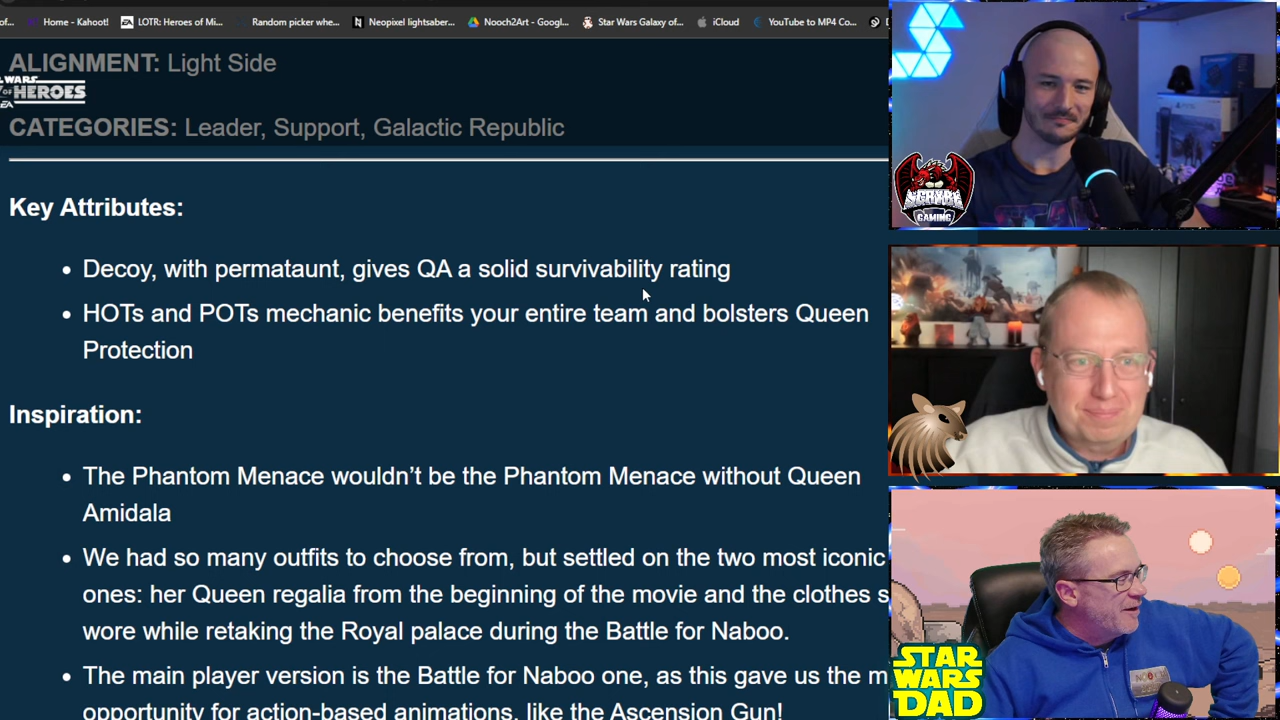 Home - Kahoot!
LOTR: Heroes of Mi...
Random picker whe...
Neopixel lightsaber...
Nooch2Art - Googl...
Star Wars Galaxy of...
iCloud
YouTube to MP4 Co...
ALIGNMENT: Light Side
WARS
OF HEROES
EA
CATEGORIES: Leader, Support, Galactic Republic
Key Attributes:
• Decoy, with permataunt, gives QA a solid survivability rating
• HOTs and POTs mechanic benefits your entire team and bolsters Queen
Protection
Inspiration:
• The Phantom Menace wouldn’t be the Phantom Menace without Queen
Amidala
• We had so many outfits to choose from, but settled on the two most iconic
ones: her Queen regalia from the beginning of the movie and the clothes s
wore while retaking the Royal palace during the Battle for Naboo.
• The main player version is the Battle for Naboo one, as this gave us the m
opportunity for action-based animations, like the Ascension Gun!
GAMING
STAR
WARS
DAD